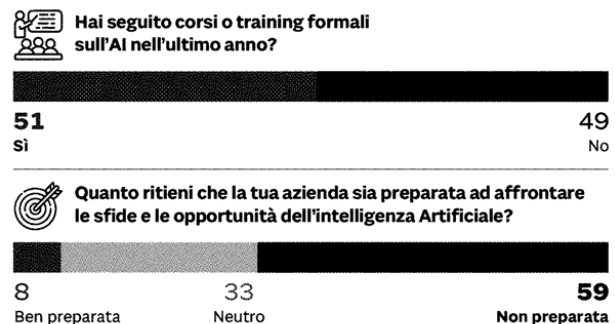 Hai seguito corsi o training formali
sull'AI nell'ultimo anno?
51
49
Sì
No
Quanto ritieni che la tua azienda sia preparata ad affrontare
le sfide e le opportunità dell'intelligenza Artificiale?
8
33
59
Ben preparata
Neutro
Non preparata